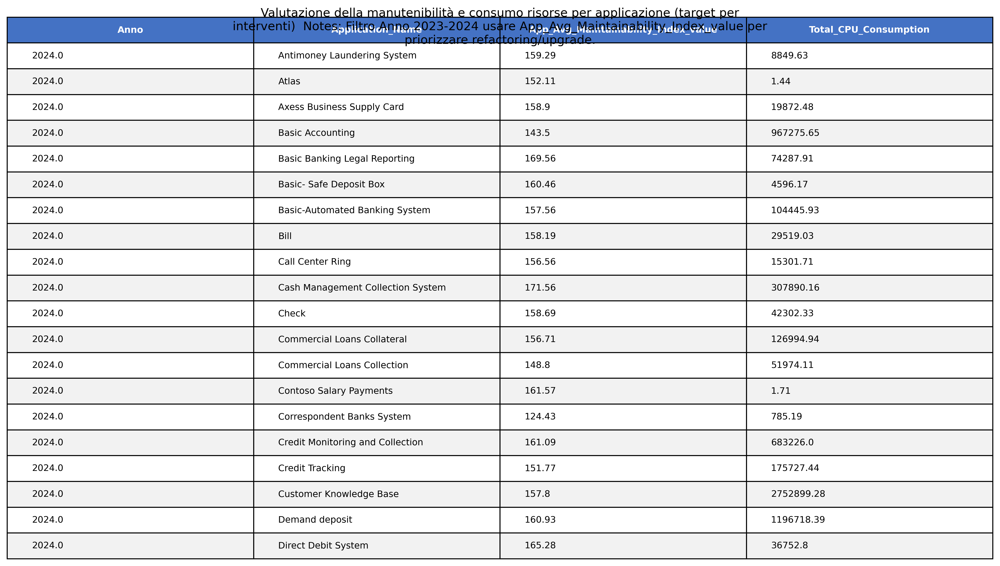 Valutazione della manutenibilità e consumo risorse per applicazione (target per
interventi)  Notes: Filtro Anno 2023-2024 usare App_Avg_Maintainability_Index_value per
priorizzare refactoring/upgrade.
Anno Application_Name App_Avg_Maintainability_Index_value Total_CPU_Consumption
2024.0 Antimoney Laundering System 159.29 8849.63
2024.0 Atlas 152.11 1.44
2024.0 Axess Business Supply Card 158.9 19872.48
2024.0 Basic Accounting 143.5 967275.65
2024.0 Basic Banking Legal Reporting 169.56 74287.91
2024.0 Basic- Safe Deposit Box 160.46 4596.17
2024.0 Basic-Automated Banking System 157.56 104445.93
2024.0 Bill 158.19 29519.03
2024.0 Call Center Ring 156.56 15301.71
2024.0 Cash Management Collection System 171.56 307890.16
2024.0 Check 158.69 42302.33
2024.0 Commercial Loans Collateral 156.71 126994.94
2024.0 Commercial Loans Collection 148.8 51974.11
2024.0 Contoso Salary Payments 161.57 1.71
2024.0 Correspondent Banks System 124.43 785.19
2024.0 Credit Monitoring and Collection 161.09 683226.0
2024.0 Credit Tracking 151.77 175727.44
2024.0 Customer Knowledge Base 157.8 2752899.28
2024.0 Demand deposit 160.93 1196718.39
2024.0 Direct Debit System 165.28 36752.8